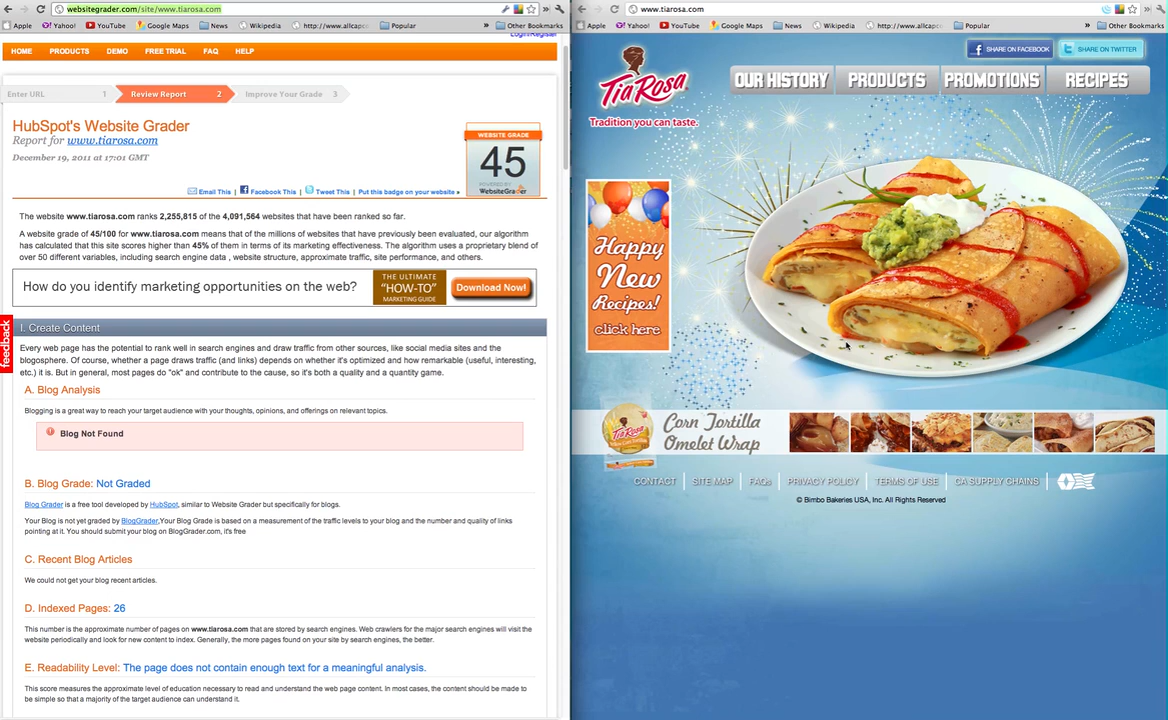 websitegrader.com/site/www.tiarosa.com
Apple Yahoo! YouTube Google Maps News Wikipedia http://www.allcapc... Popular » Other Bookmarks
Login/Register
HOME PRODUCTS DEMO FREE TRIAL FAQ HELP
Enter URL 1 Review Report 2 Improve Your Grade 3
HubSpot's Website Grader
Report for www.tiarosa.com
December 19, 2011 at 17:01 GMT
WEBSITE GRADE
45
POWERED BY
WebsiteGrader
Email This | Facebook This | Tweet This | Put this badge on your website »
The website www.tiarosa.com ranks 2,255,815 of the 4,091,564 websites that have been ranked so far.
A website grade of 45/100 for www.tiarosa.com means that of the millions of websites that have previously been evaluated, our algorithm
has calculated that this site scores higher than 45% of them in terms of its marketing effectiveness. The algorithm uses a proprietary blend of
over 50 different variables, including search engine data , website structure, approximate traffic, site performance, and others.
How do you identify marketing opportunities on the web?
THE ULTIMATE
"HOW-TO"
MARKETING GUIDE
Download Now!
feedback
I. Create Content
Every web page has the potential to rank well in search engines and draw traffic from other sources, like social media sites and the
blogosphere. Of course, whether a page draws traffic (and links) depends on whether it's optimized and how remarkable (useful, interesting,
etc.) it is. But in general, most pages do "ok" and contribute to the cause, so it's both a quality and a quantity game.
A. Blog Analysis
Blogging is a great way to reach your target audience with your thoughts, opinions, and offerings on relevant topics.
Blog Not Found
B. Blog Grade: Not Graded
Blog Grader is a free tool developed by HubSpot, similar to Website Grader but specifically for blogs.
Your Blog is not yet graded by BlogGrader,Your Blog Grade is based on a measurement of the traffic levels to your blog and the number and quality of links
pointing at it. You should submit your blog on BlogGrader.com, it's free
C. Recent Blog Articles
We could not get your blog recent articles.
D. Indexed Pages: 26
This number is the approximate number of pages on www.tiarosa.com that are stored by search engines. Web crawlers for the major search engines will visit the
website periodically and look for new content to index. Generally, the more pages found on your site by search engines, the better.
E. Readability Level: The page does not contain enough text for a meaningful analysis.
This score measures the approximate level of education necessary to read and understand the web page content. In most cases, the content should be made to
be simple so that a majority of the target audience can understand it.
www.tiarosa.com
Apple Yahoo! YouTube Google Maps News Wikipedia http://www.allcapc... Popular » Other Bookmarks
SHARE ON FACEBOOK SHARE ON TWITTER
Tia Rosa
Tradition you can taste.
OUR HISTORY PRODUCTS PROMOTIONS RECIPES
Happy
New
Recipes!
click here
Tia Rosa
Corn Tortilla
Omelet Wrap
CONTACT SITE MAP FAQs PRIVACY POLICY TERMS OF USE CA SUPPLY CHAINS
© Bimbo Bakeries USA, Inc. All Rights Reserved